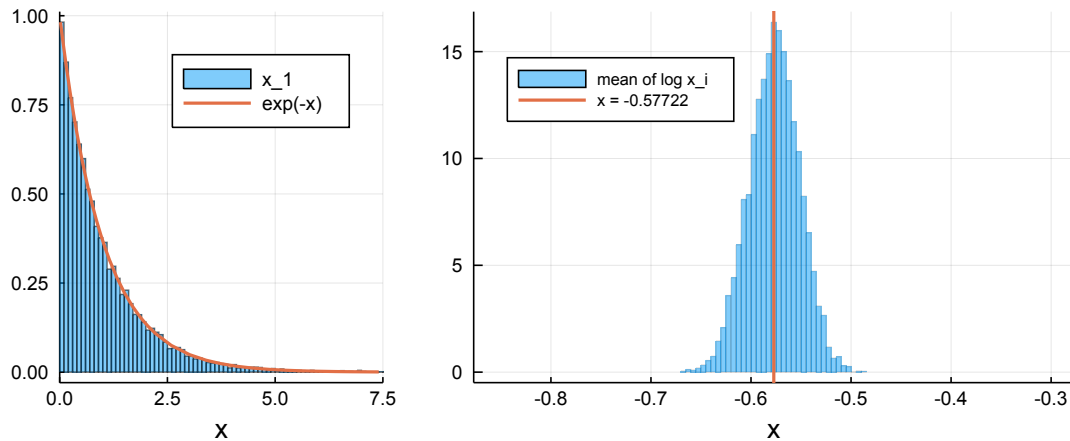 1.00
0.75
0.50
0.25
0.00
0.0 2.5 5.0 7.5
x
x_1
exp(-x)
15
10
5
0
-0.8 -0.7 -0.6 -0.5 -0.4 -0.3
x
mean of log x_i
x = -0.57722